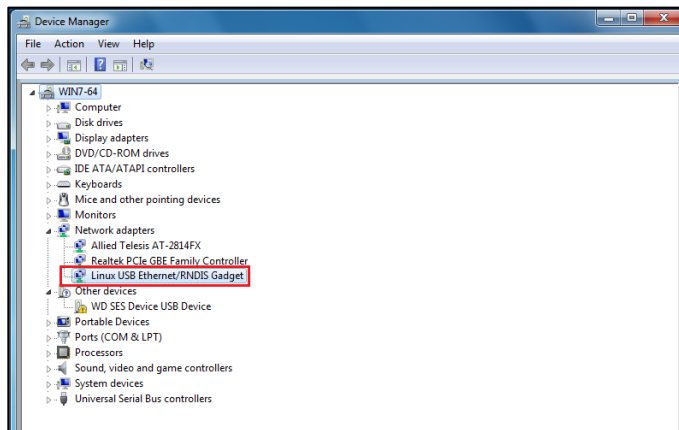 Device Manager
File Action View Help
WIN7-64
Computer
Disk drives
Display adapters
DVD/CD-ROM drives
IDE ATA/ATAPI controllers
Keyboards
Mice and other pointing devices
Monitors
Network adapters
Allied Telesis AT-2814FX
Realtek PCIe GBE Family Controller
Linux USB Ethernet/RNDIS Gadget
Other devices
WD SES Device USB Device
Portable Devices
Ports (COM & LPT)
Processors
Sound, video and game controllers
System devices
Universal Serial Bus controllers